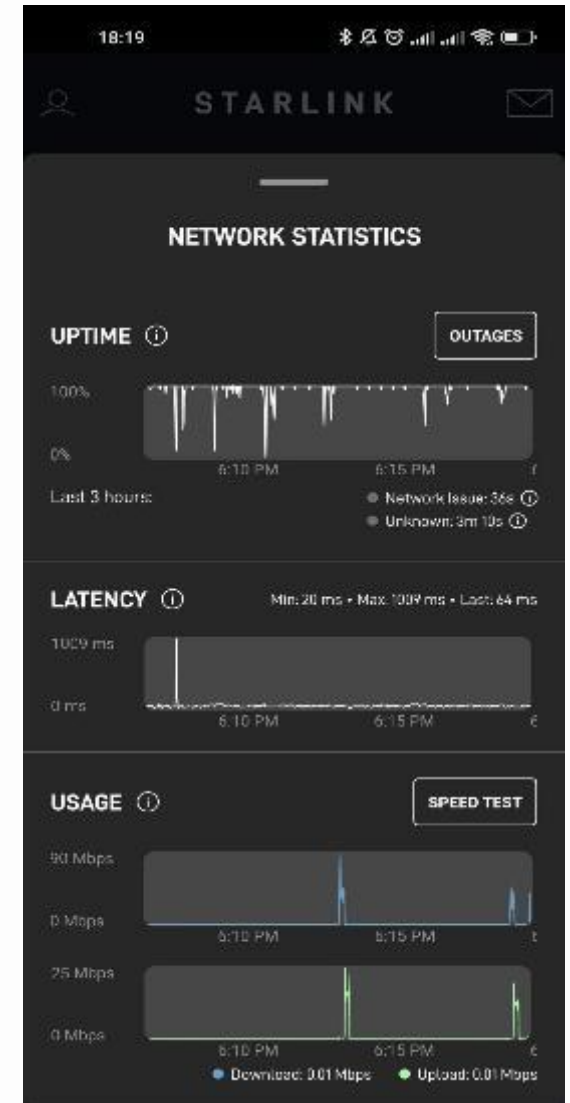 18:19
STARLINK
NETWORK STATISTICS
UPTIME
OUTAGES
100%
0%
6:10 PM 6:15 PM 6
Last 3 hours:
Network Issue: 36s
Unknown: 3m 10s
LATENCY Min: 20 ms • Max: 1009 ms • Last: 64 ms
1009 ms
0 ms
6:10 PM 6:15 PM 6
USAGE
SPEED TEST
90 Mbps
0 Mbps
6:10 PM 6:15 PM
25 Mbps
0 Mbps
6:10 PM 6:15 PM 6
Download: 0.01 Mbps Upload: 0.01 Mbps